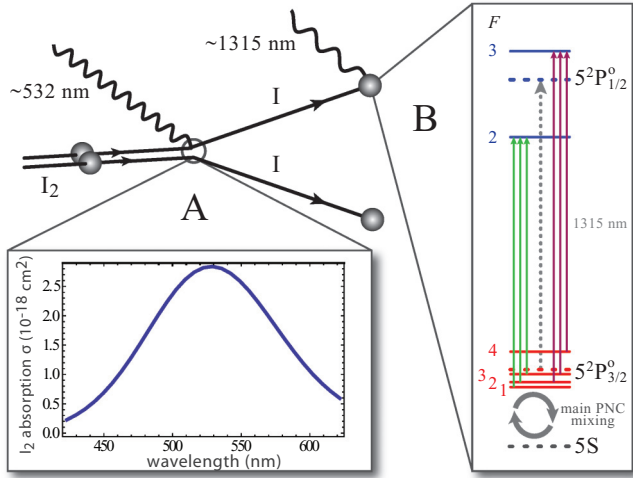 ~1315 nm
~532 nm
I
I
I₂
A
B
I₂ absorption σ (10⁻¹⁸ cm²)
2.5
2.0
1.5
1.0
0.5
0.0
450
500
550
600
wavelength (nm)
F
3
5²P°₁/₂
2
1315 nm
4
3
5²P°₃/₂
2
1
main PNC
mixing
5S